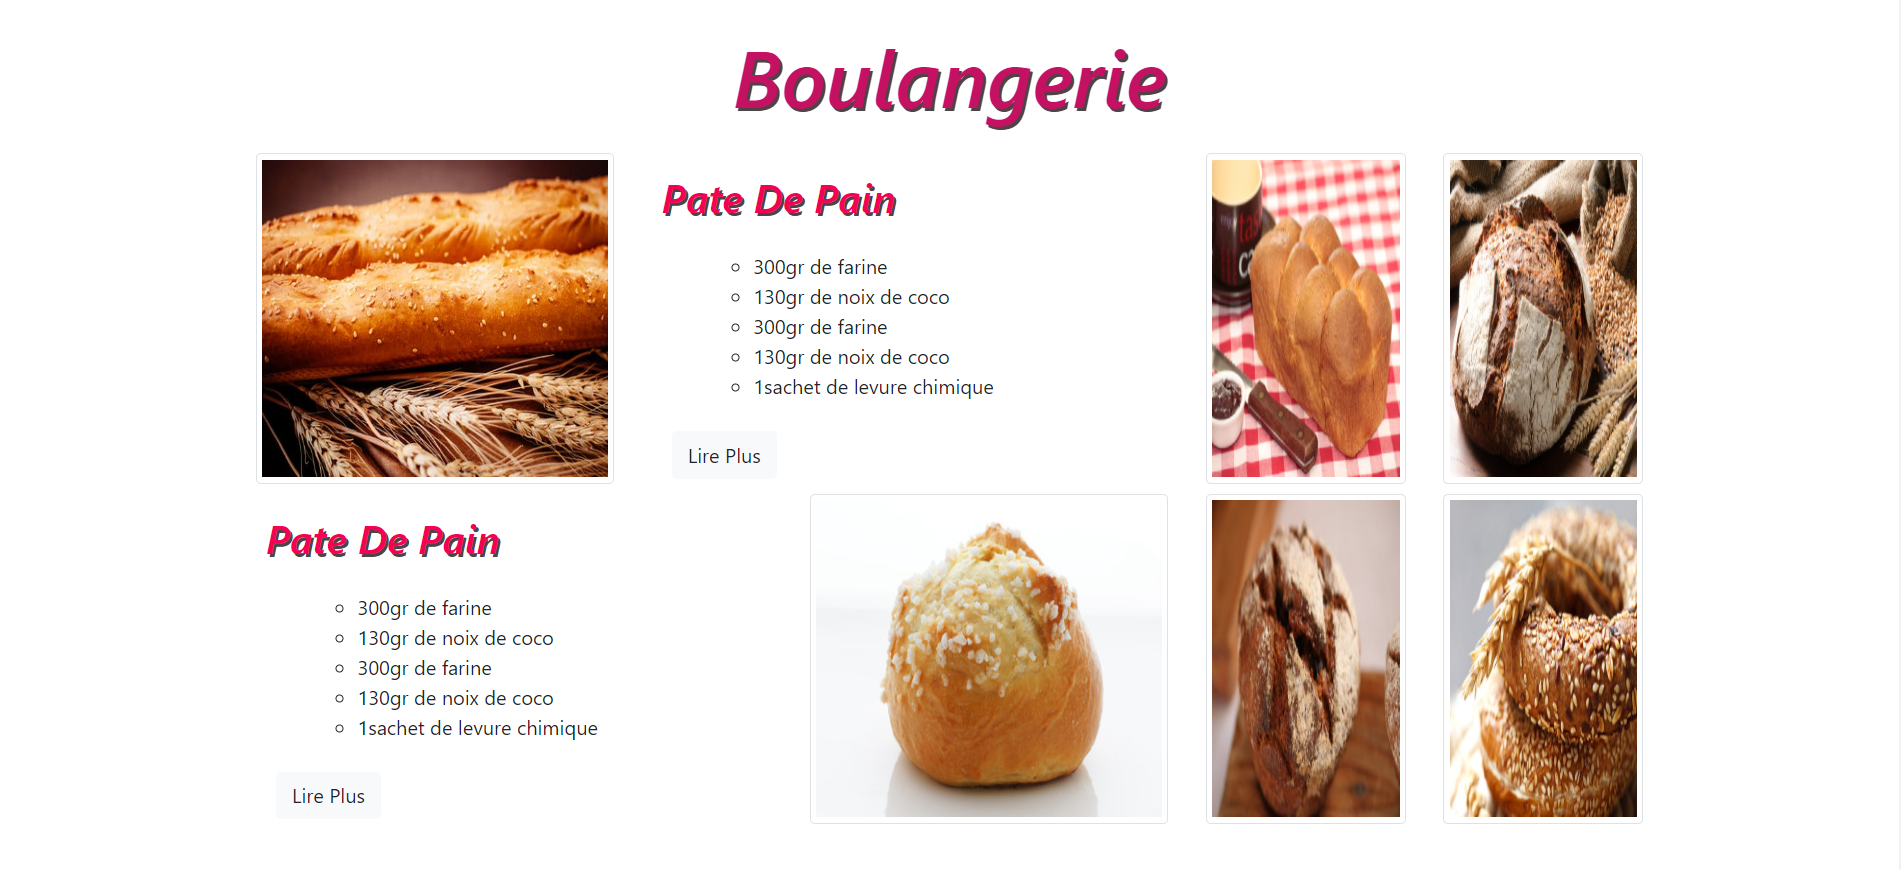 Boulangerie
Pate De Pain
300gr de farine
130gr de noix de coco
300gr de farine
130gr de noix de coco
1sachet de levure chimique
Lire Plus
Pate De Pain
300gr de farine
130gr de noix de coco
300gr de farine
130gr de noix de coco
1sachet de levure chimique
Lire Plus